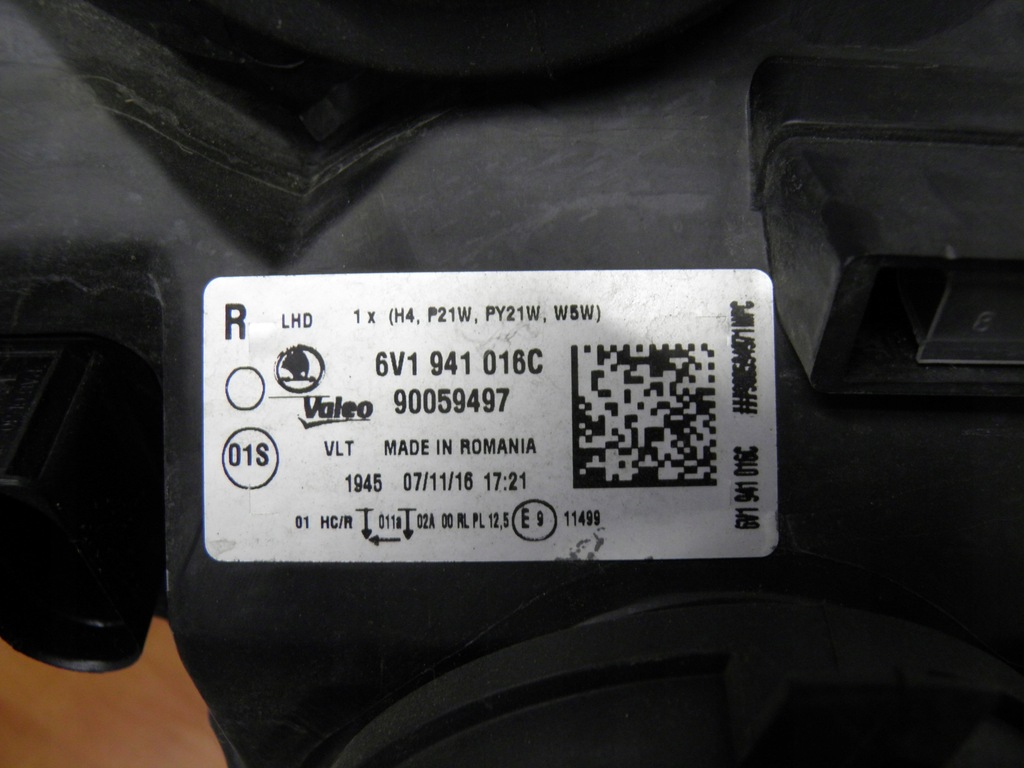 R LHD 1 x (H4, P21W, PY21W, W5W)
6V1 941 016C
Valeo 90059497
01S
VLT MADE IN ROMANIA
1945 07/11/16 17:21
01 HC/R 011a 02A 00 RL PL 12,5 E 9 11499
6V1 941 016C
6